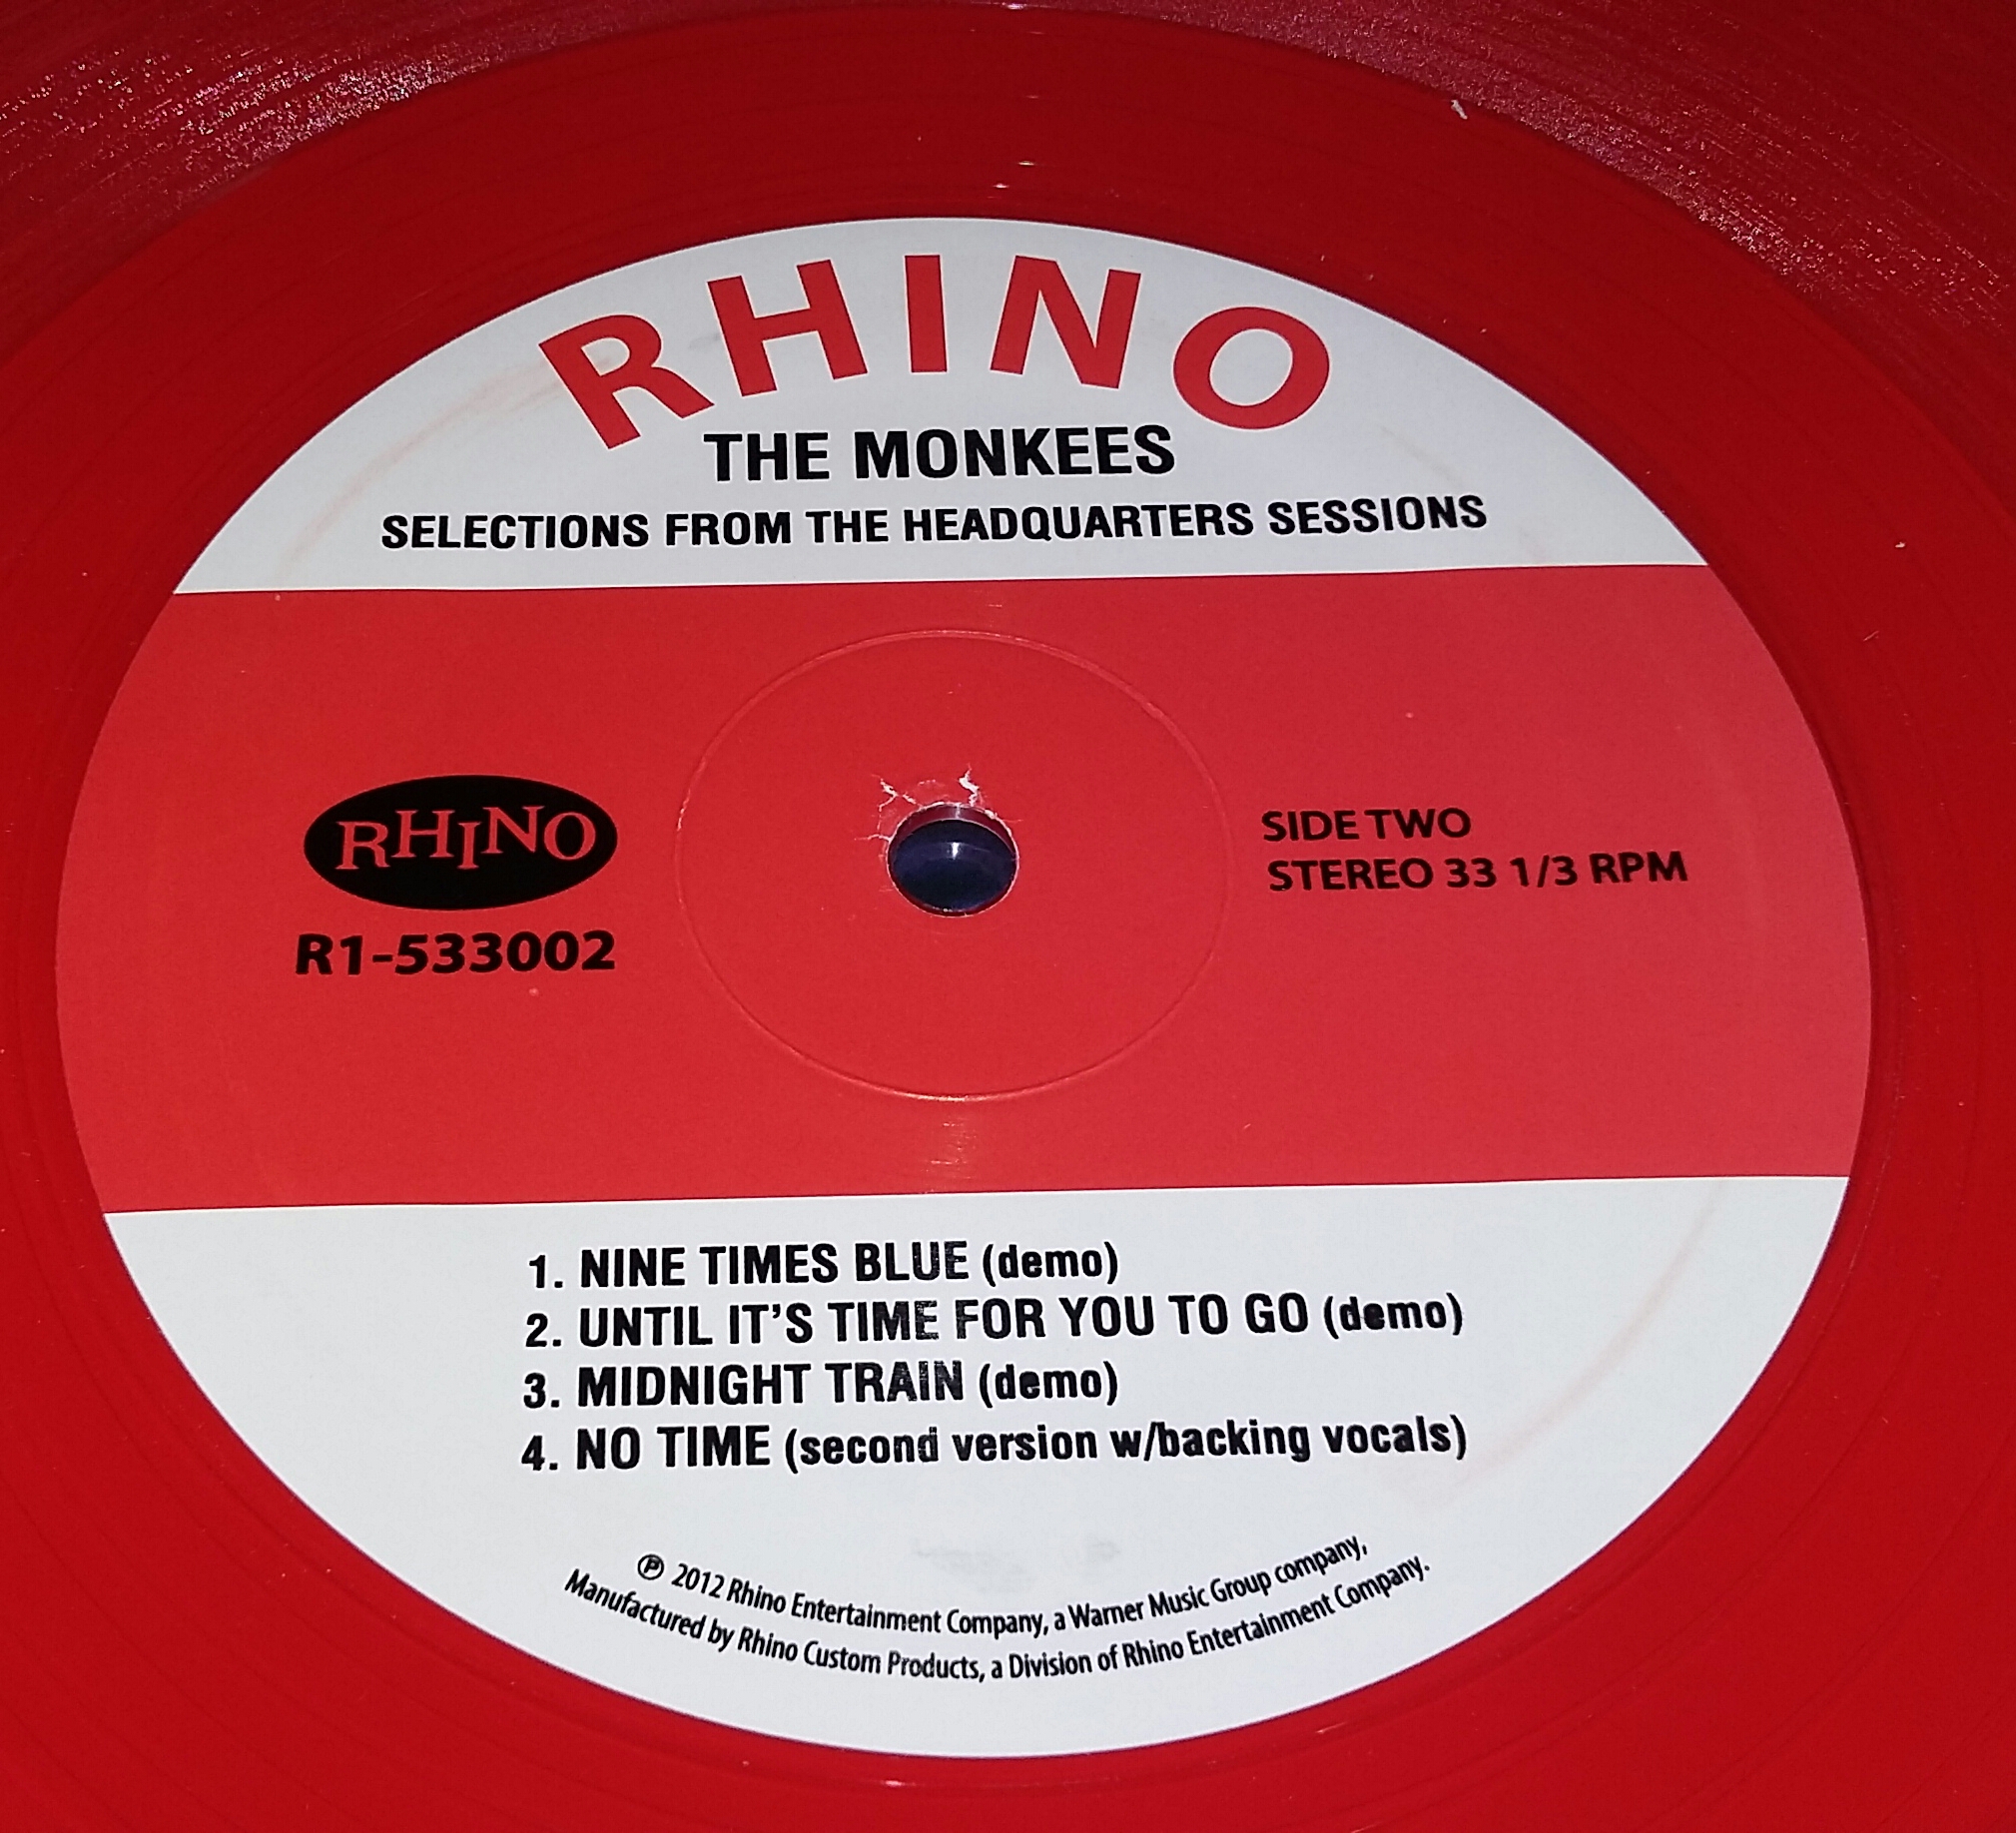 RHINO
THE MONKEES
SELECTIONS FROM THE HEADQUARTERS SESSIONS
RHINO
R1-533002
SIDE TWO
STEREO 33 1/3 RPM
1. NINE TIMES BLUE (demo)
2. UNTIL IT'S TIME FOR YOU TO GO (demo)
3. MIDNIGHT TRAIN (demo)
4. NO TIME (second version w/backing vocals)
℗ 2012 Rhino Entertainment Company, a Warner Music Group company,
Manufactured by Rhino Custom Products, a Division of Rhino Entertainment Company.